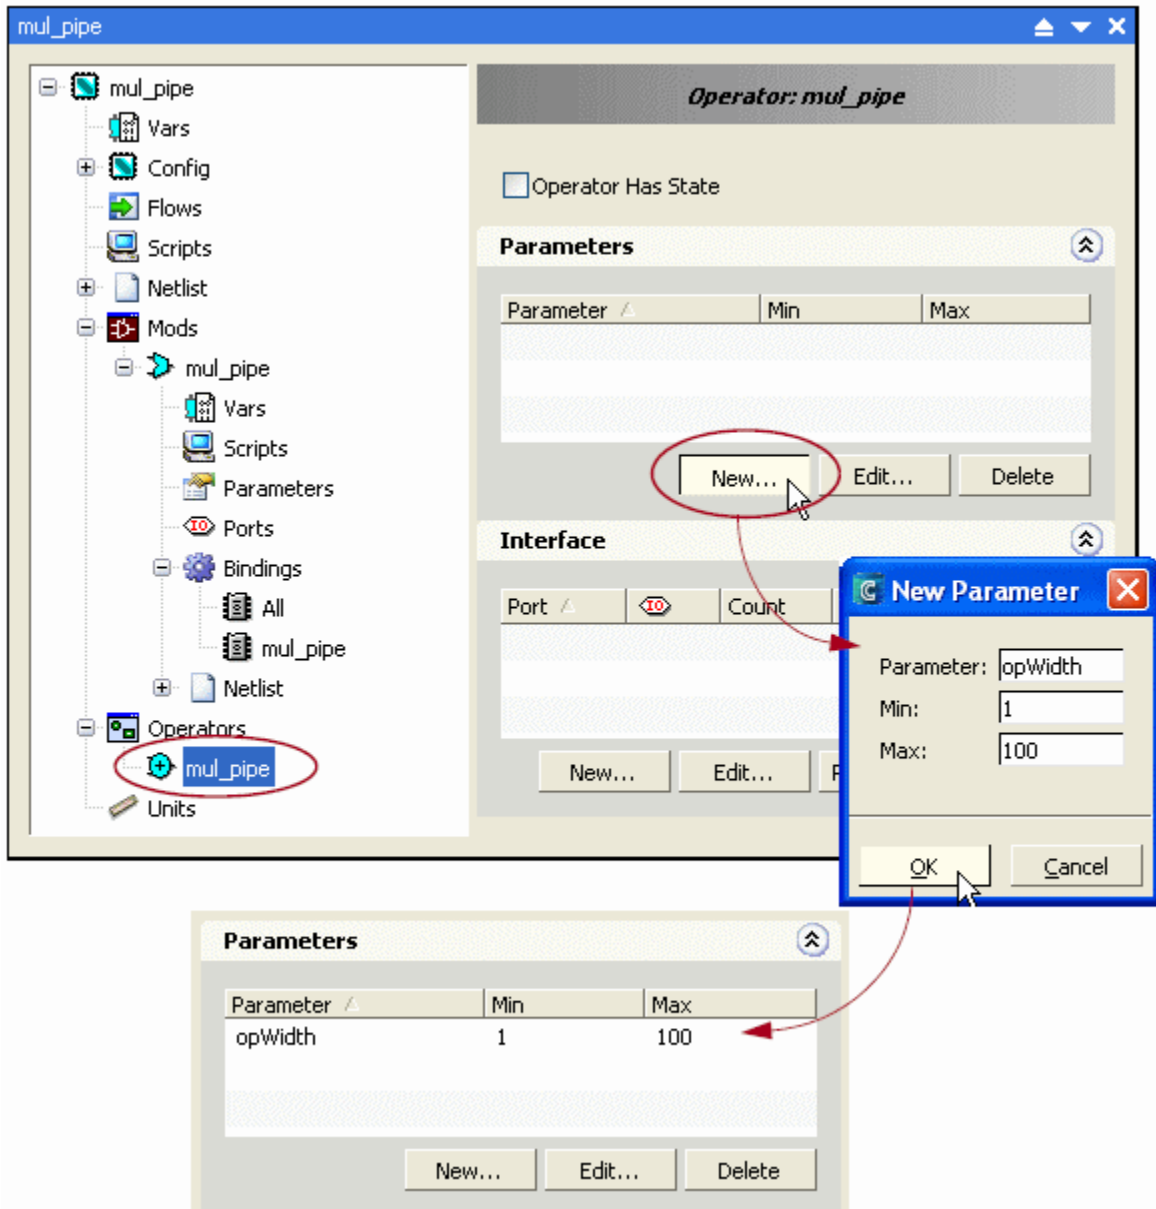 mul_pipe
mul_pipe
Vars
Config
Flows
Scripts
Netlist
Mods
mul_pipe
Vars
Scripts
Parameters
IO Ports
Bindings
All
mul_pipe
Netlist
Operators
mul_pipe
Units
Operator: mul_pipe
Operator Has State
Parameters
Parameter Min Max
New... Edit... Delete
Interface
Port IO Count
New... Edit...
C New Parameter
Parameter: opWidth
Min: 1
Max: 100
OK Cancel
Parameters
Parameter Min Max
opWidth 1 100
New... Edit... Delete